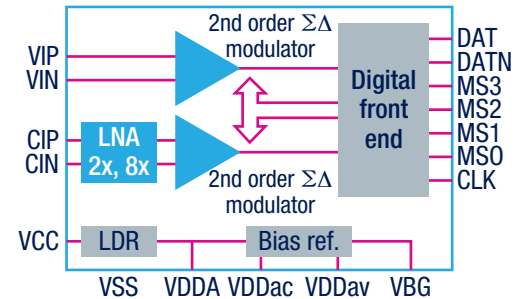 2nd order ΣΔ
modulator
VIP
VIN
CIP
CIN
LNA
2x, 8x
2nd order ΣΔ
modulator
Digital
front
end
DAT
DATN
MS3
MS2
MS1
MS0
CLK
VCC
LDR
Bias ref.
VSS
VDDA
VDDac
VDDav
VBG